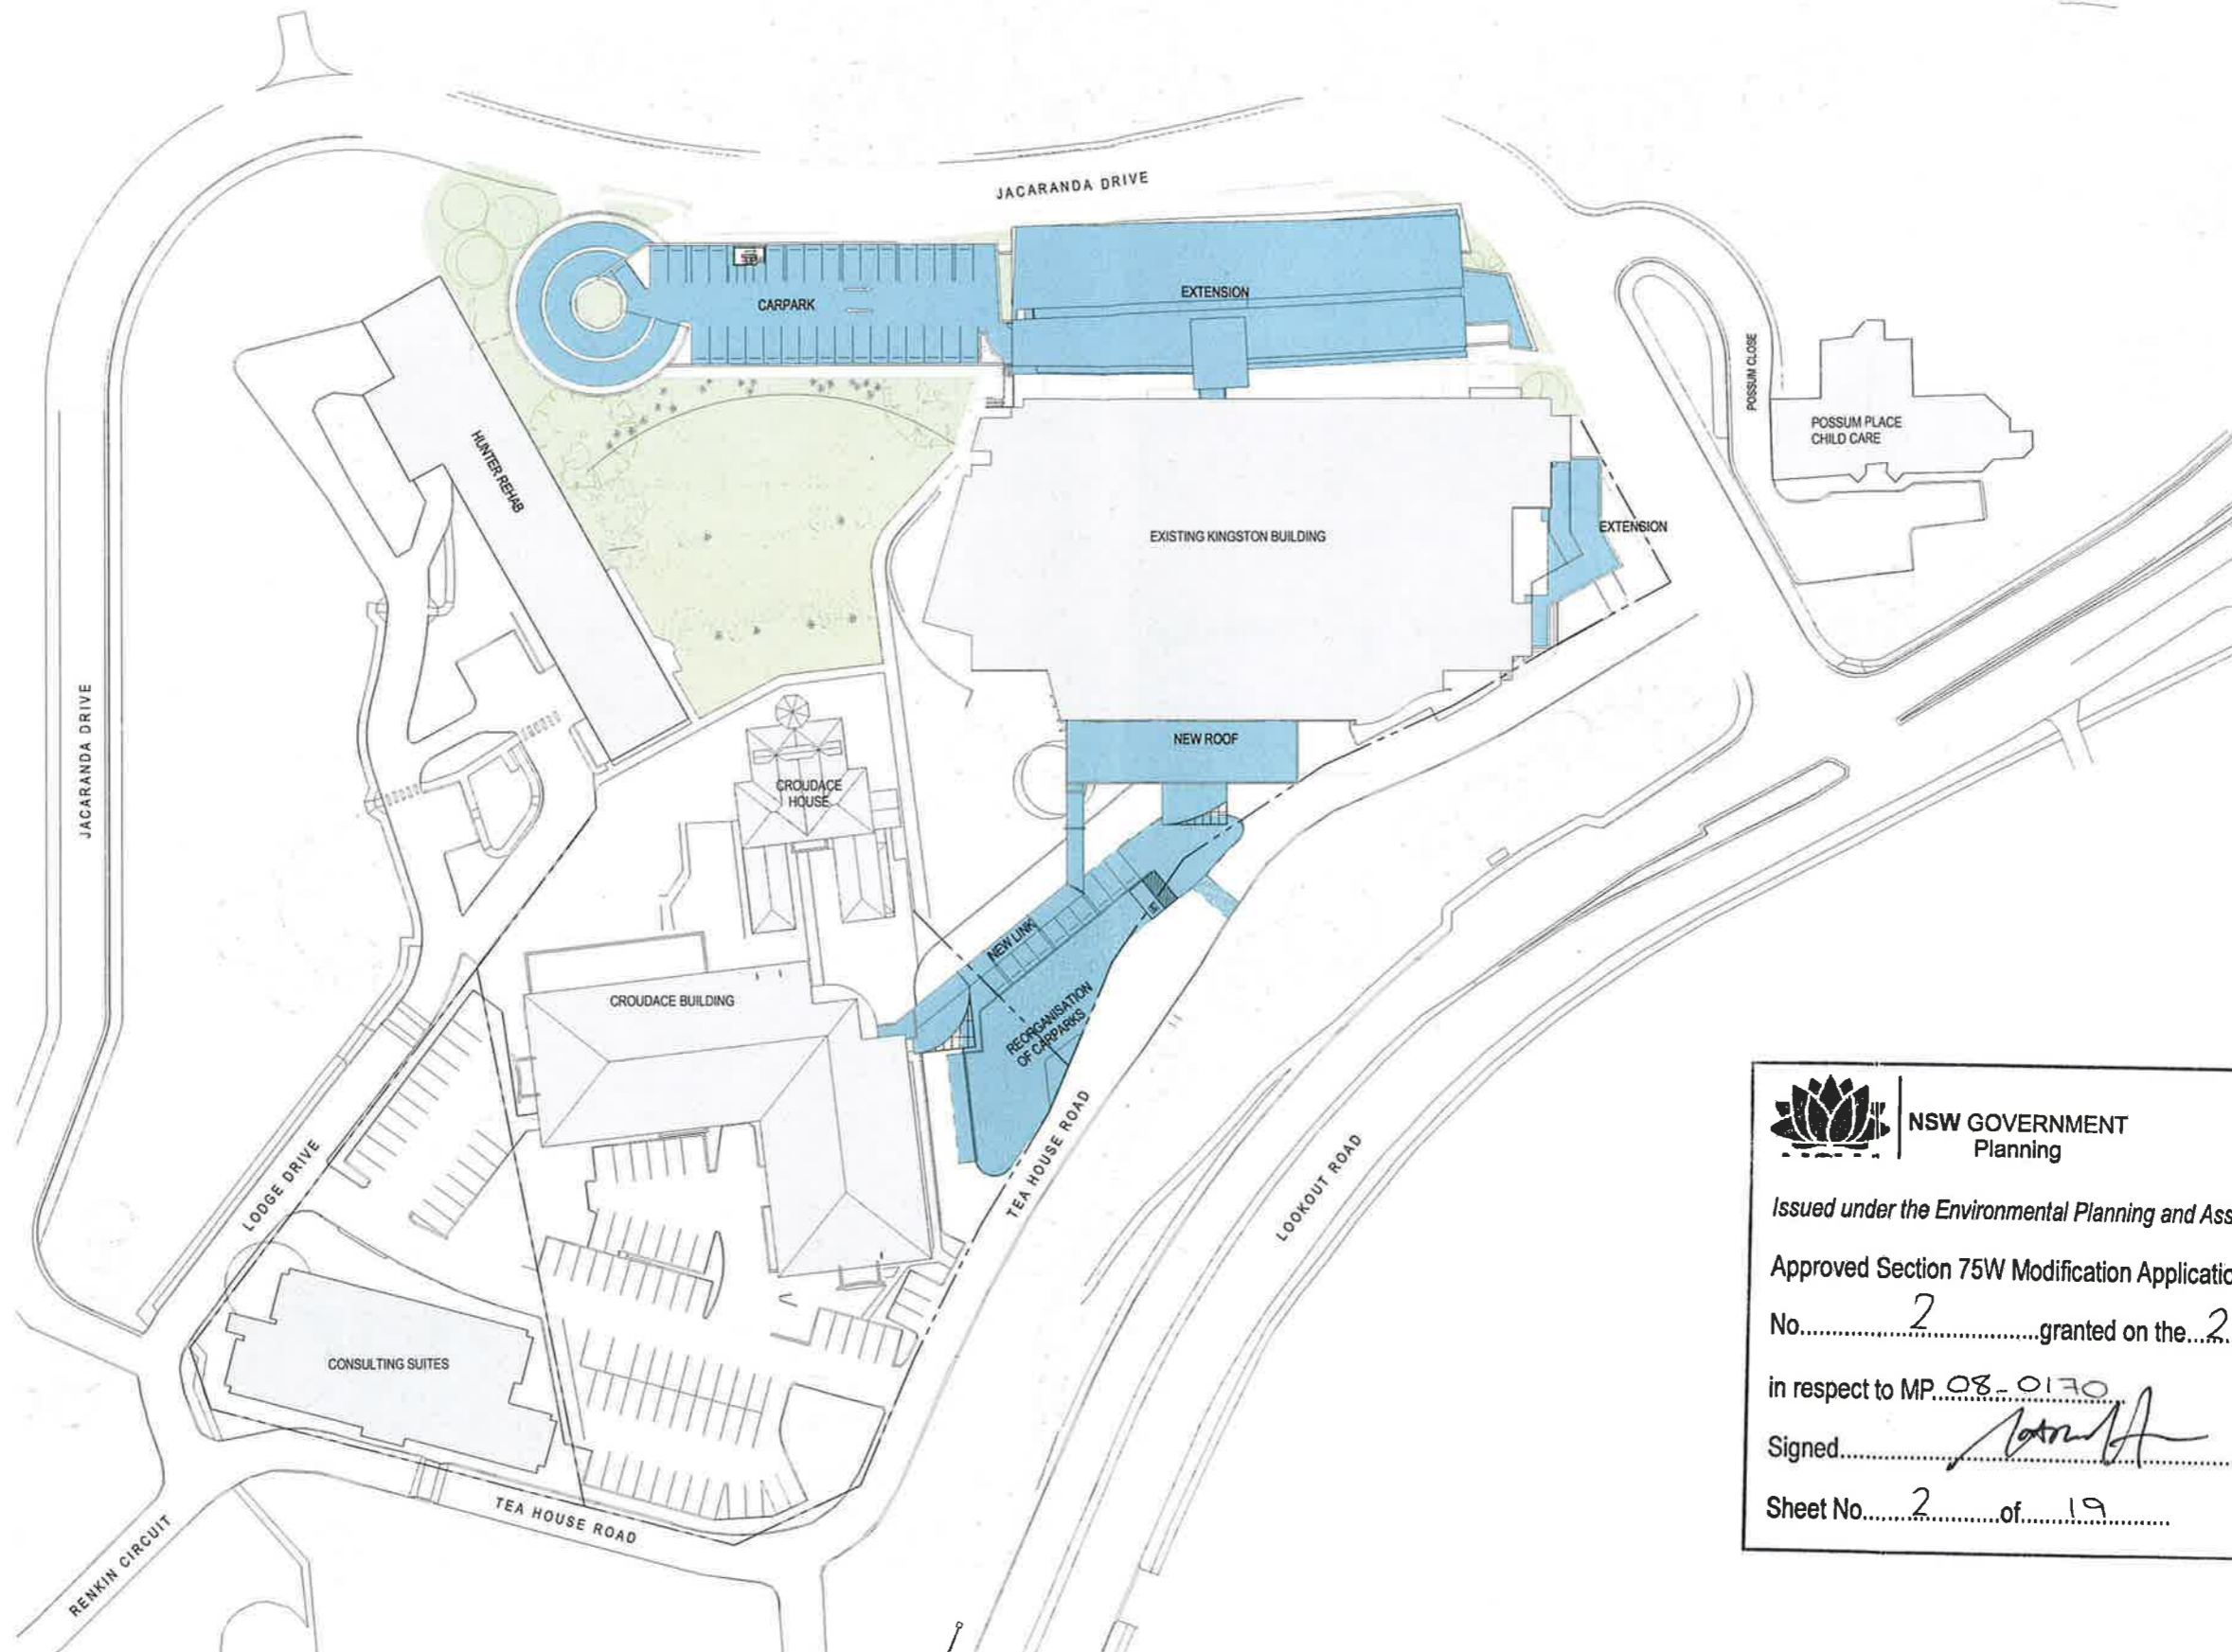 JACARANDA DRIVE
CARPARK
EXTENSION
POSSUM CLOSE
POSSUM PLACE
CHILD CARE
HUNTER REHAB
EXISTING KINGSTON BUILDING
EXTENSION
JACARANDA DRIVE
NEW ROOF
CROUDACE
HOUSE
NEW LINK
CROUDACE BUILDING
REORGANISATION
OF CARPARKS
TEA HOUSE ROAD
LOOKOUT ROAD
LODGE DRIVE
CONSULTING SUITES
TEA HOUSE ROAD
RENKIN CIRCUIT
NSW GOVERNMENT
Planning
Issued under the Environmental Planning and Ass
Approved Section 75W Modification Applicatio
No. 2 granted on the 2
in respect to MP 08-0170
Signed
Sheet No. 2 of 19